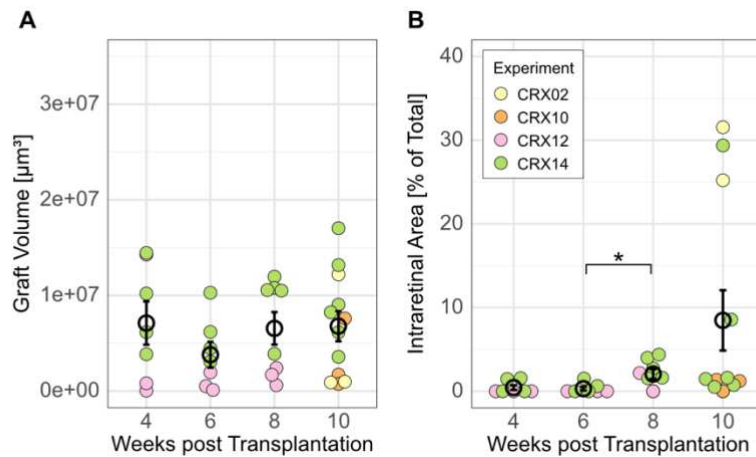 A
Graft Volume [µm³]
3e+07
2e+07
1e+07
0e+00
4 6 8 10
Weeks post Transplantation
B
Intraretinal Area [% of Total]
40
30
20
10
0
Experiment
CRX02
CRX10
CRX12
CRX14
*
4 6 8 10
Weeks post Transplantation